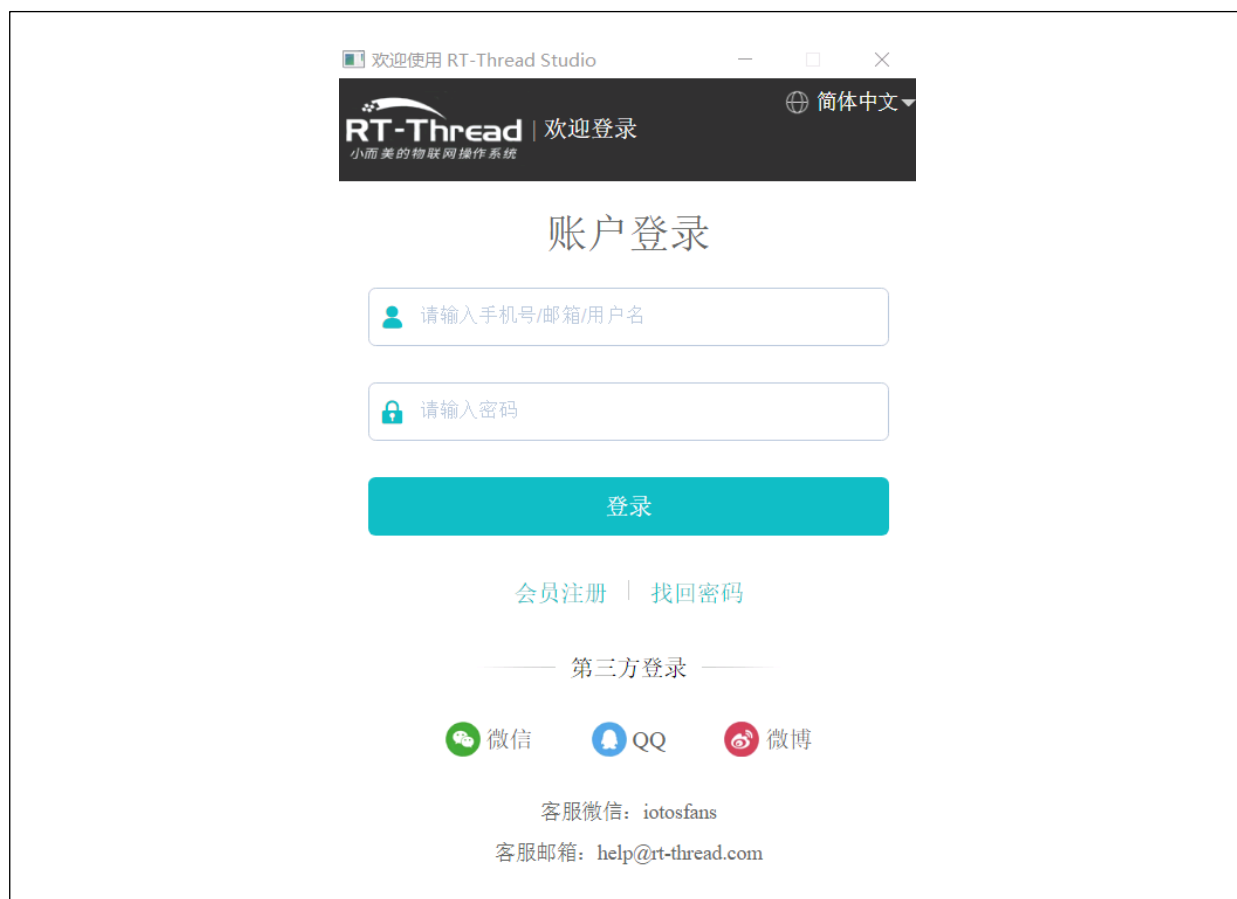 欢迎使用 RT-Thread Studio
简体中文
RT-Thread | 欢迎登录
小而美的物联网操作系统
账户登录
请输入手机号/邮箱/用户名
请输入密码
登录
会员注册 | 找回密码
第三方登录
微信 QQ 微博
客服微信：iotosfans
客服邮箱：help@rt-thread.com